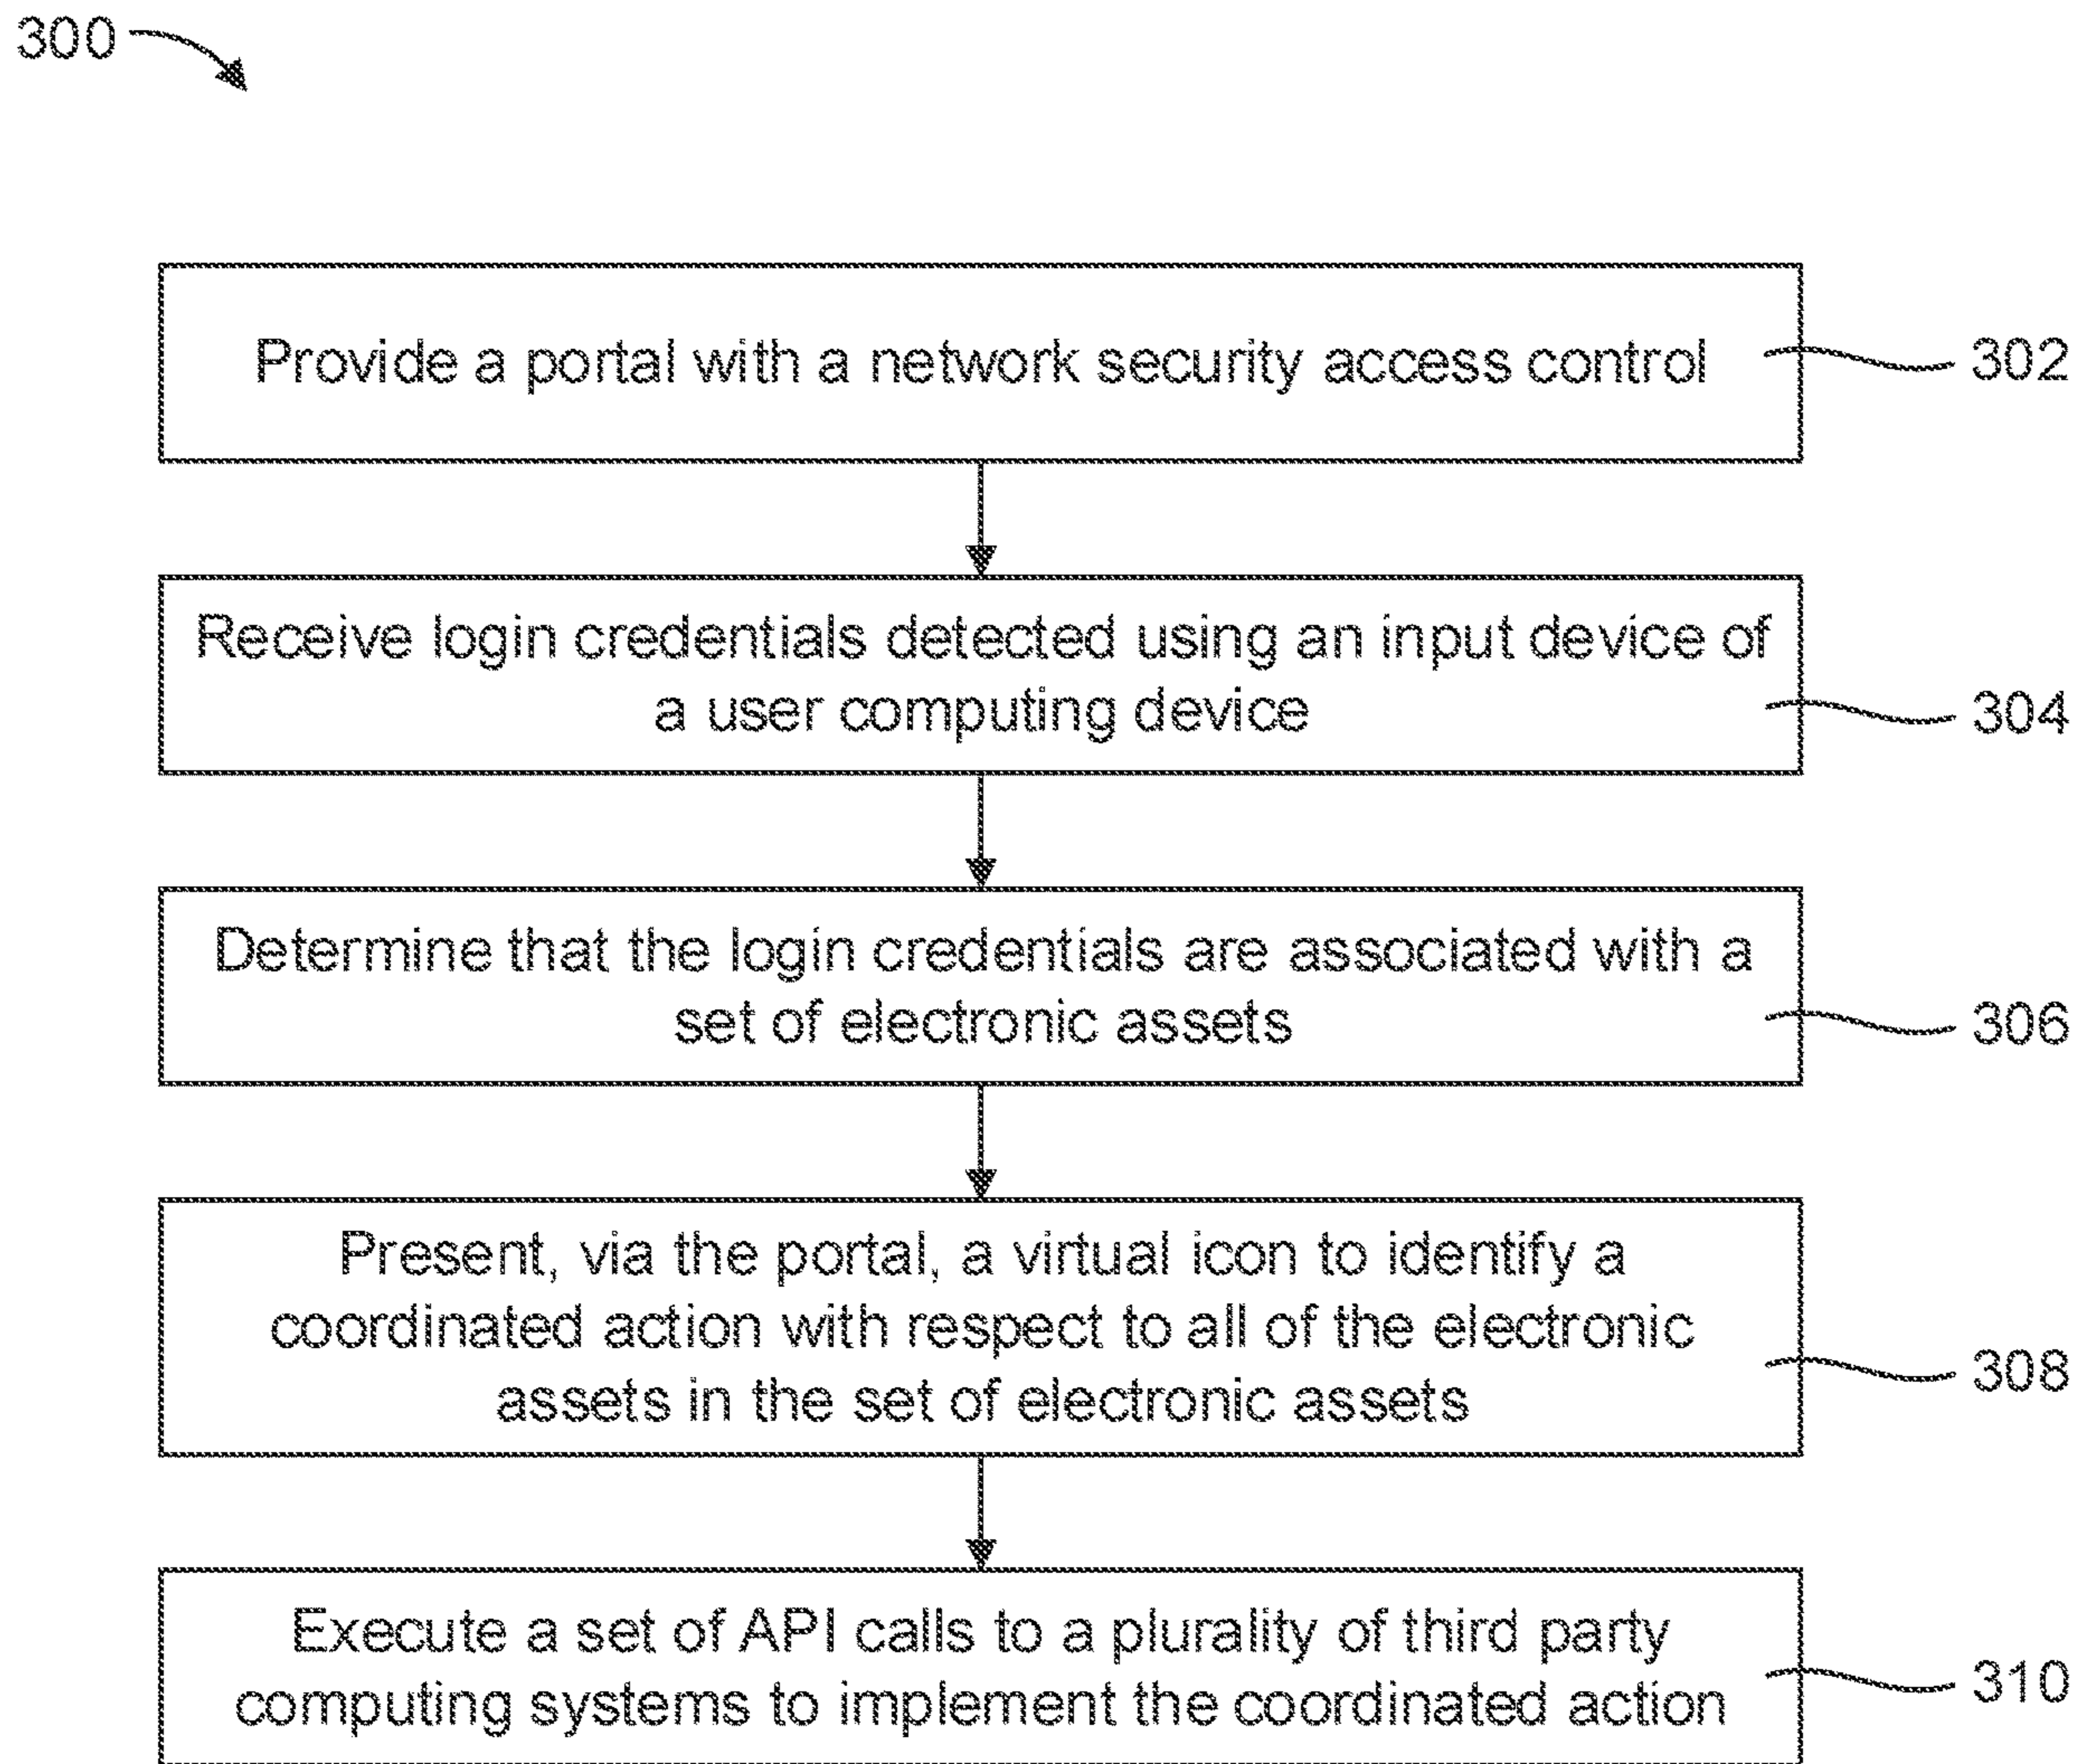 300
Provide a portal with a network security access control
302
Receive login credentials detected using an input device of
a user computing device
304
Determine that the login credentials are associated with a
set of electronic assets
306
Present, via the portal, a virtual icon to identify a
coordinated action with respect to all of the electronic
assets in the set of electronic assets
308
Execute a set of API calls to a plurality of third party
computing systems to implement the coordinated action
310